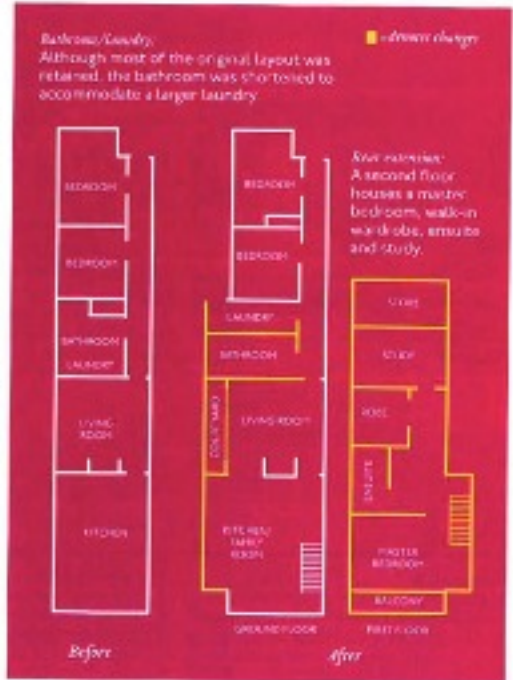 Bathroom/Laundry:
Although most of the original layout was
retained, the bathroom was shortened to
accommodate a larger laundry.
=denotes changes
Rear extension:
A second floor
houses a master
bedroom, walk-in
wardrobe, ensuite
and study.
BEDROOM
BEDROOM
BATHROOM
LAUNDRY
LIVING
ROOM
KITCHEN
Before
BEDROOM
BEDROOM
LAUNDRY
BATHROOM
COURTYARD
LIVING ROOM
KITCHEN/
FAMILY
ROOM
GROUND FLOOR
STORE
STUDY
ROBE
ENSUITE
MASTER
BEDROOM
BALCONY
FIRST FLOOR
After